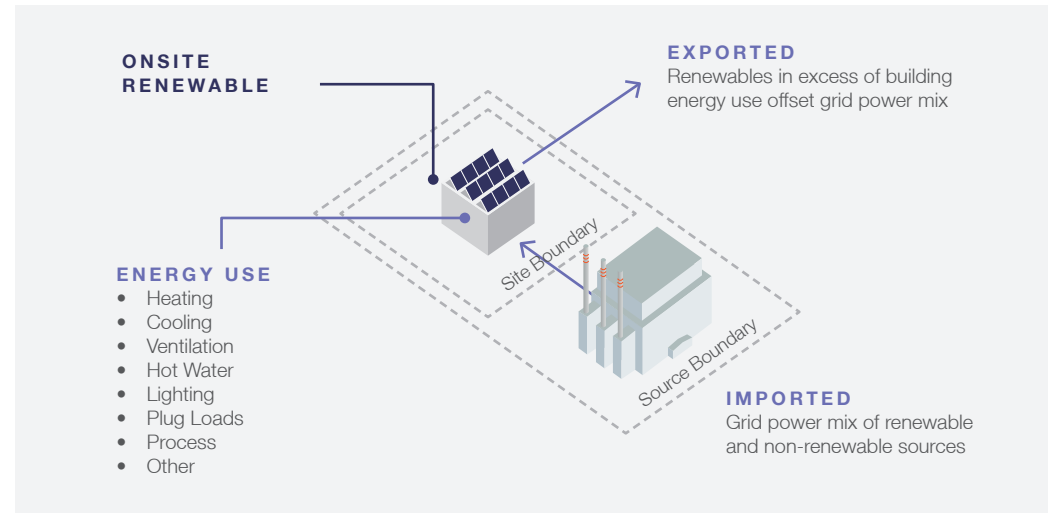 ONSITE
RENEWABLE
EXPORTED
Renewables in excess of building
energy use offset grid power mix
Site Boundary
ENERGY USE
• Heating
• Cooling
• Ventilation
• Hot Water
• Lighting
• Plug Loads
• Process
• Other
Source Boundary
IMPORTED
Grid power mix of renewable
and non-renewable sources